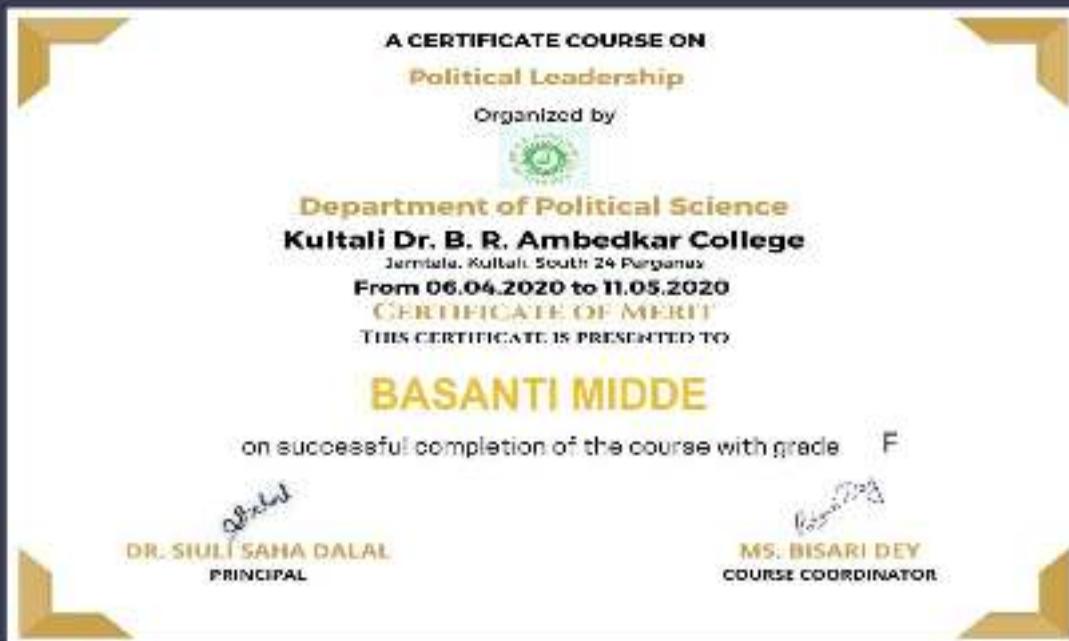 A CERTIFICATE COURSE ON
Political Leadership
Organized by
Department of Political Science
Kultali Dr. B. R. Ambedkar College
Jamtala, Kultali, South 24 Parganas
From 06.04.2020 to 11.05.2020
CERTIFICATE OF MERIT
THIS CERTIFICATE IS PRESENTED TO
BASANTI MIDDE
on successful completion of the course with grade F
DR. SIULI SAHA DALAL
PRINCIPAL
MS. BISARI DEY
COURSE COORDINATOR